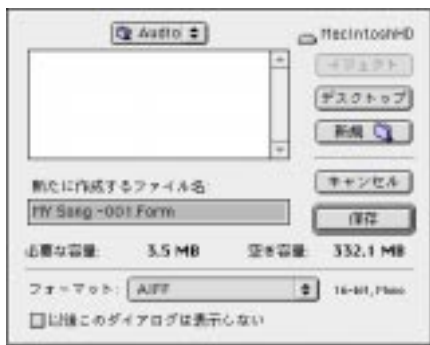 Audio
MacintoshHD
イジェクト
デスクトップ
新規
新たに作成するファイル名:
キャンセル
MY Song -001.Form
保存
必要な容量: 3.5 MB 空き容量: 332.1 MB
フォーマット: AIFF 16-bit, Mono
以後このダイアログは表示しない